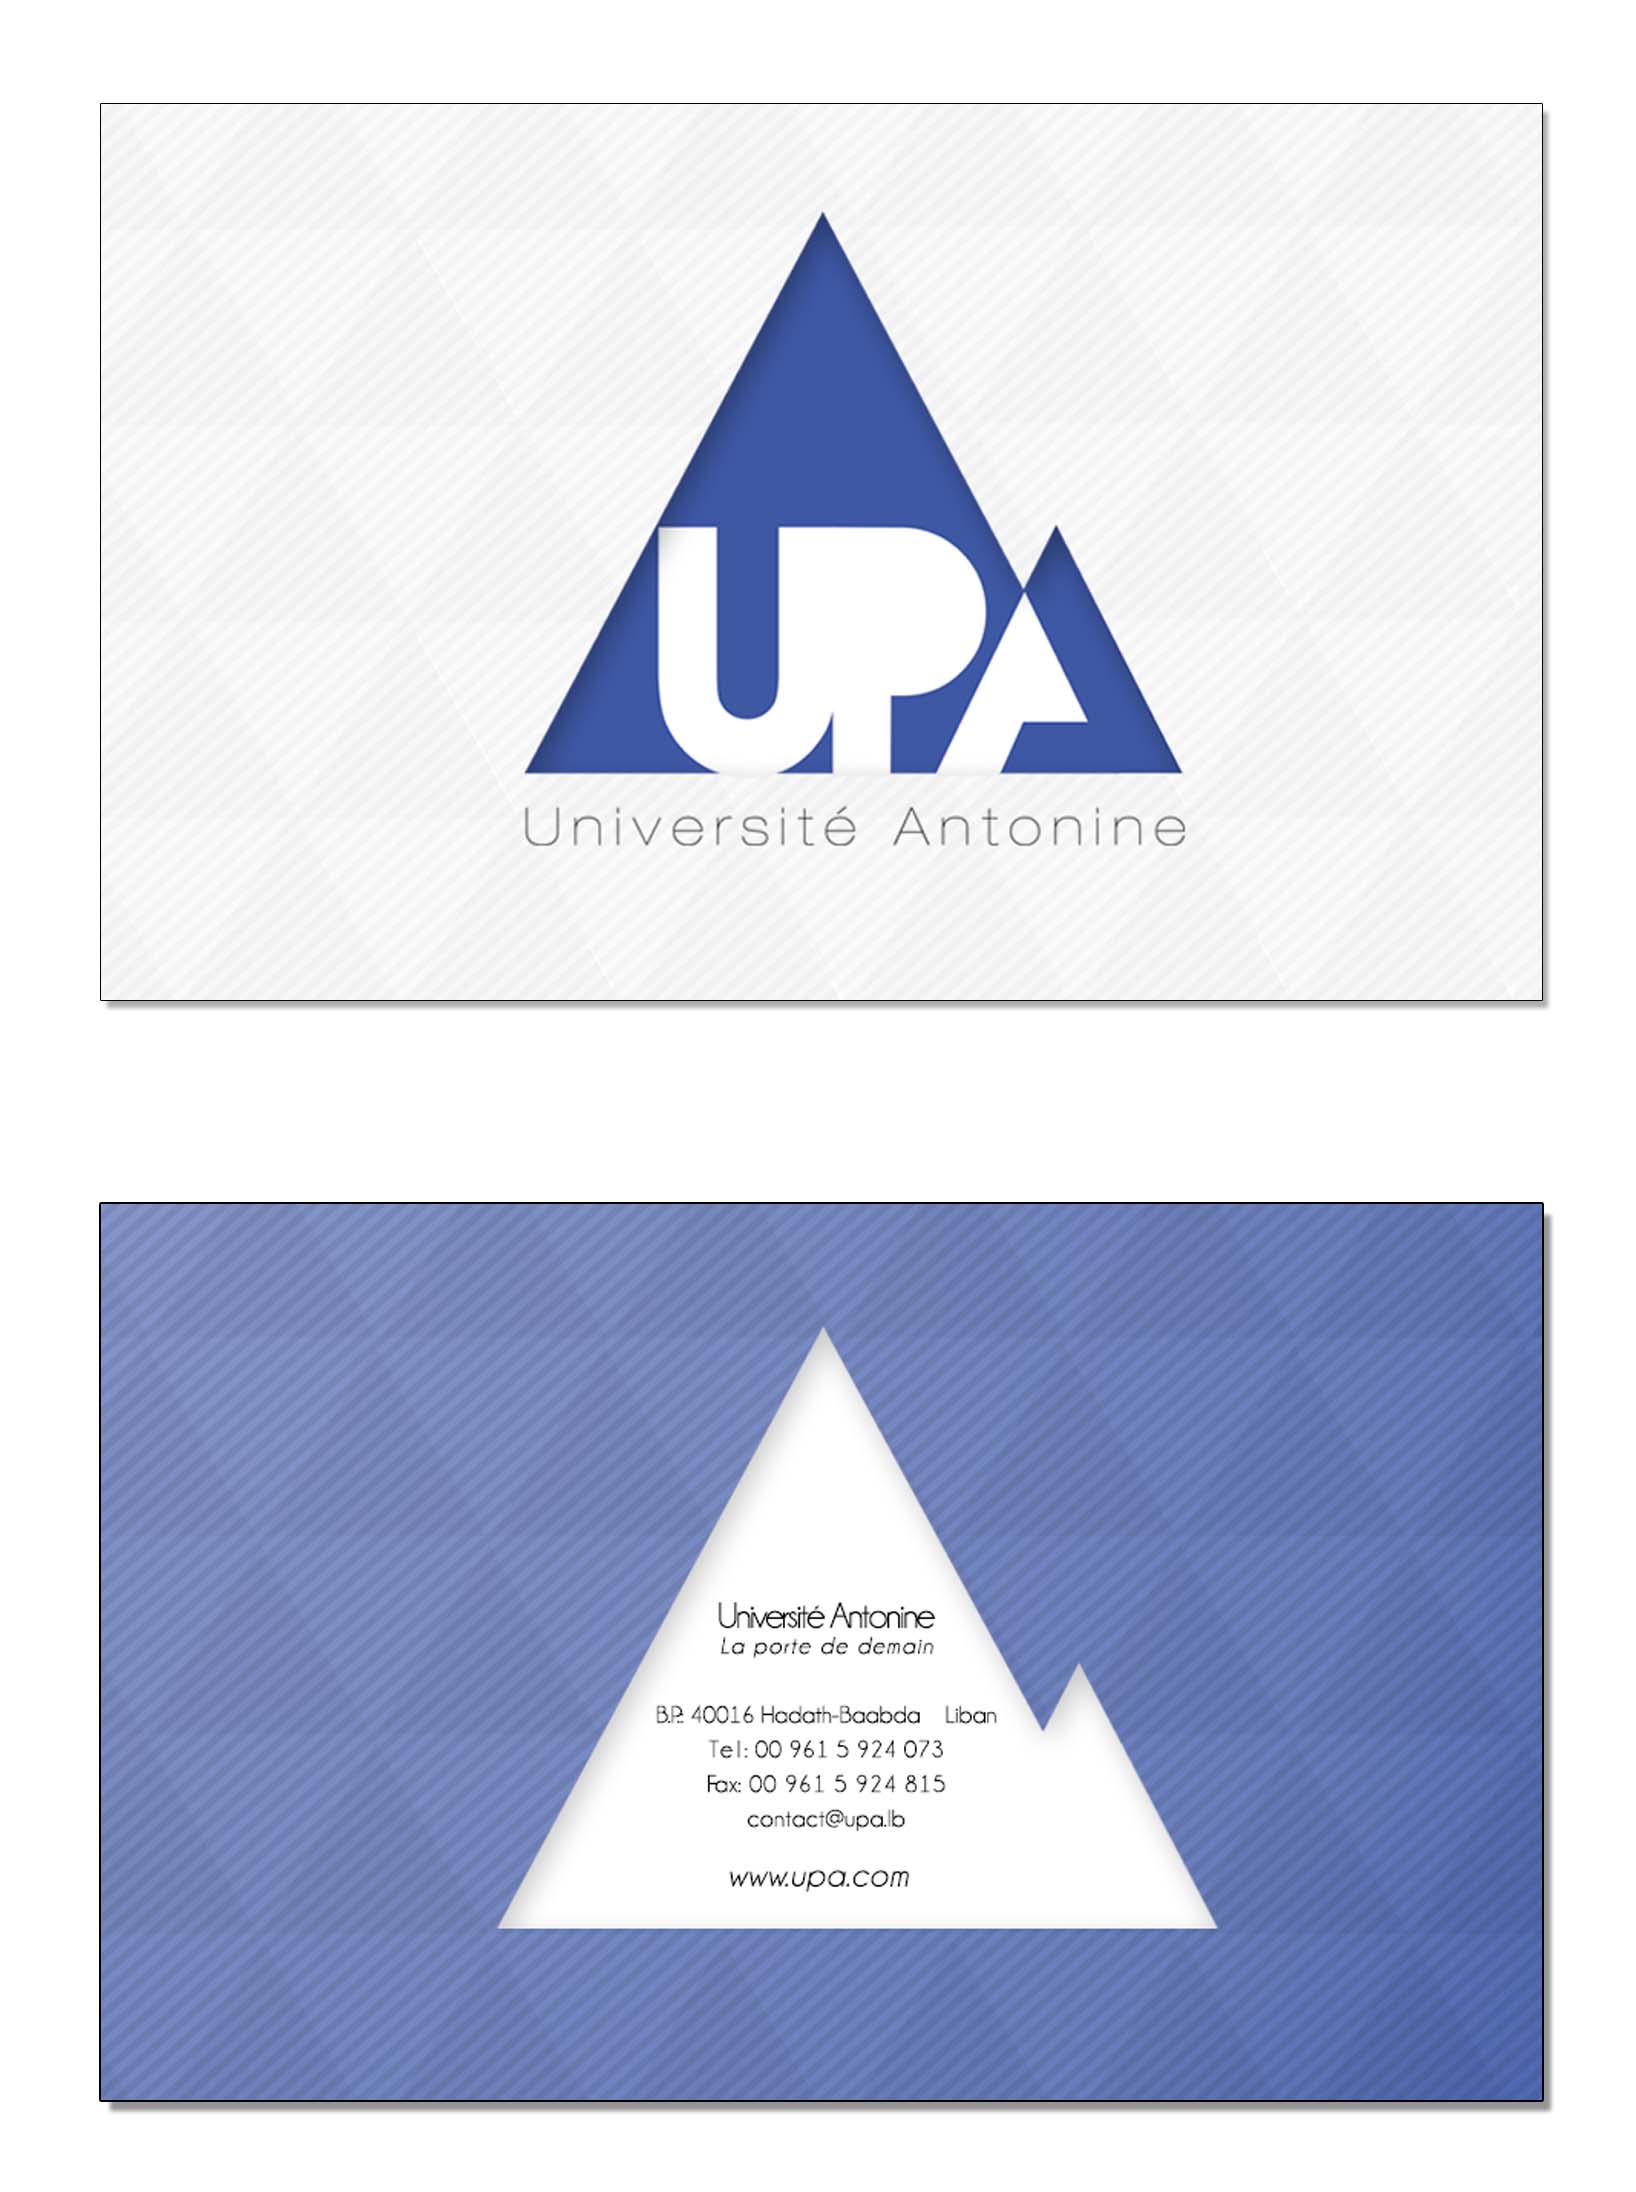 UPA
Université Antonine
Université Antonine
La porte de demain
B.P. 40016 Hadath-Baabda Liban
Tel: 00 961 5 924 073
Fax: 00 961 5 924 815
contact@upa.lb
www.upa.com